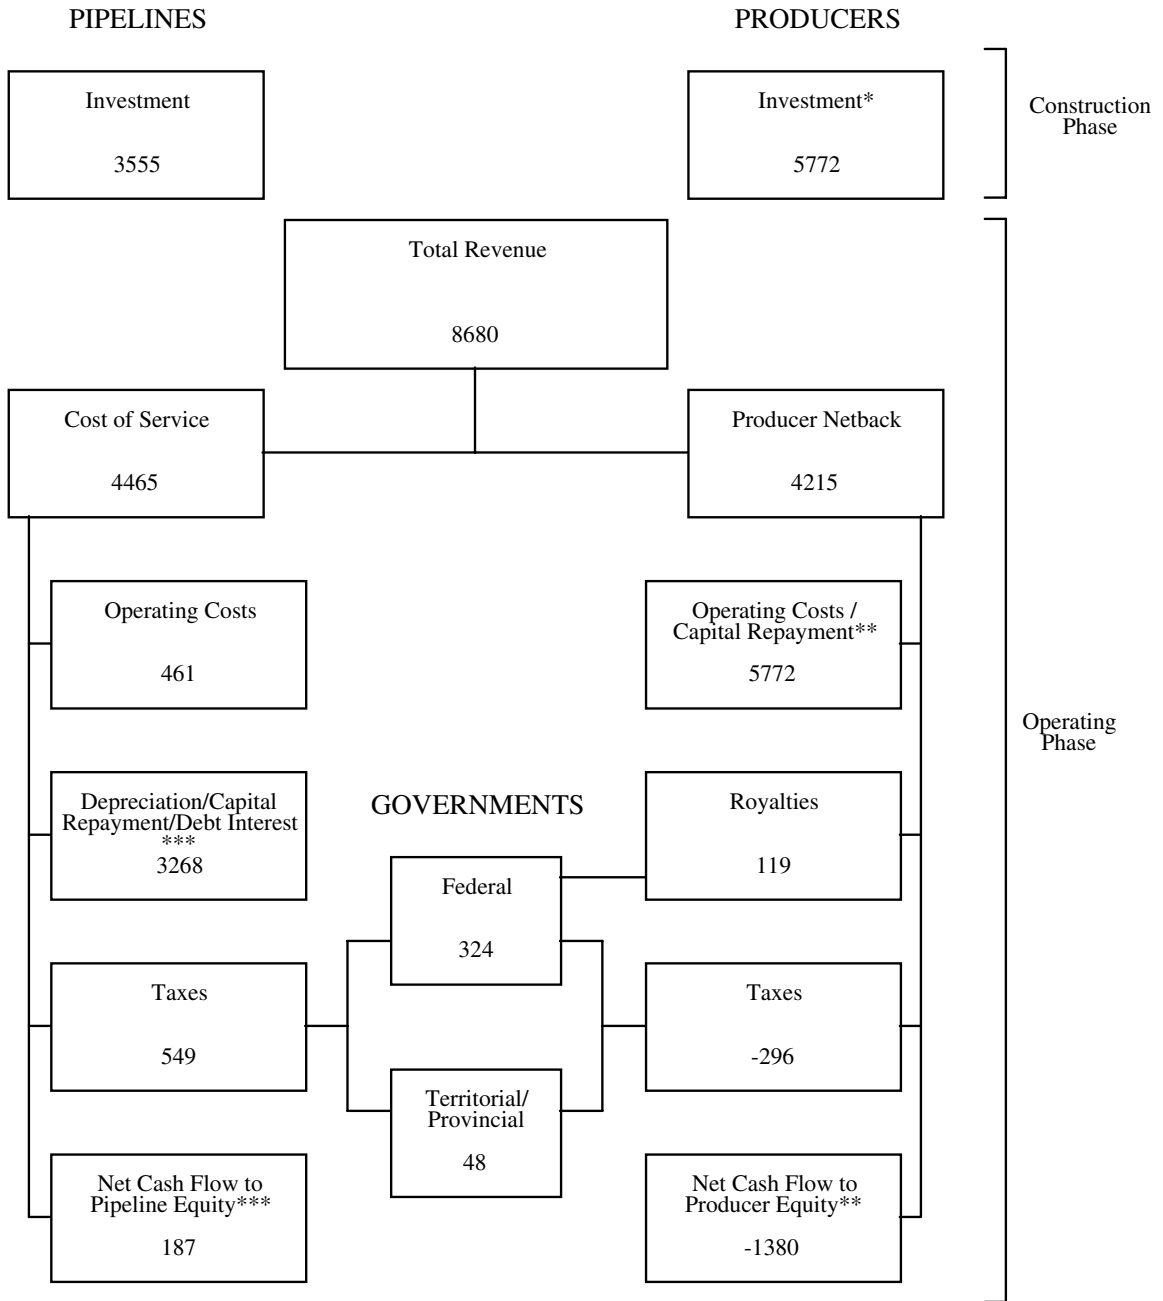 PIPELINES
PRODUCERS
Investment
3555
Investment*
5772
Construction
Phase
Total Revenue
8680
Cost of Service
4465
Producer Netback
4215
Operating Costs
461
Operating Costs /
Capital Repayment**
5772
Operating
Phase
Depreciation/Capital
Repayment/Debt Interest
***
3268
GOVERNMENTS
Royalties
119
Federal
324
Taxes
549
Taxes
-296
Territorial/
Provincial
48
Net Cash Flow to
Pipeline Equity***
187
Net Cash Flow to
Producer Equity**
-1380